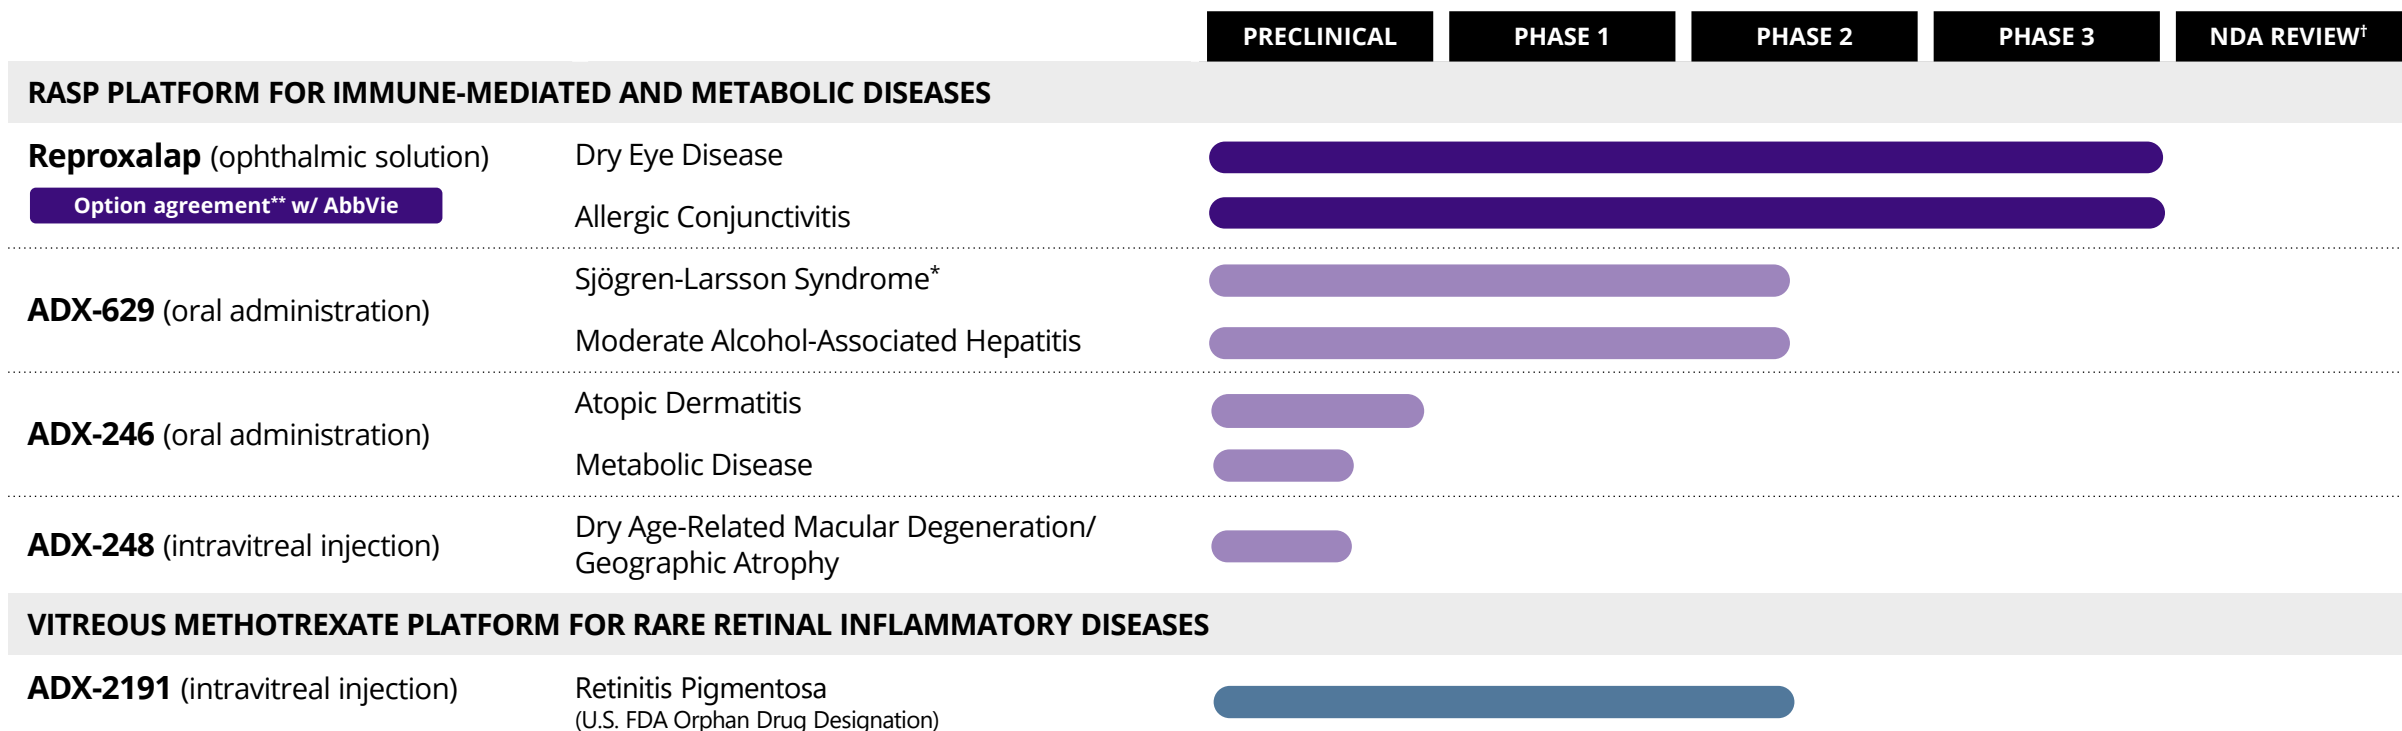 PRECLINICAL PHASE 1 PHASE 2 PHASE 3 NDA REVIEW†
RASP PLATFORM FOR IMMUNE-MEDIATED AND METABOLIC DISEASES
Reproxalap (ophthalmic solution) Dry Eye Disease
Option agreement** w/ AbbVie
Allergic Conjunctivitis
Sjögren-Larsson Syndrome*
ADX-629 (oral administration)
Moderate Alcohol-Associated Hepatitis
Atopic Dermatitis
ADX-246 (oral administration)
Metabolic Disease
Dry Age-Related Macular Degeneration/
ADX-248 (intravitreal injection)
Geographic Atrophy
VITREOUS METHOTREXATE PLATFORM FOR RARE RETINAL INFLAMMATORY DISEASES
ADX-2191 (intravitreal injection) Retinitis Pigmentosa
(U.S. FDA Orphan Drug Designation)